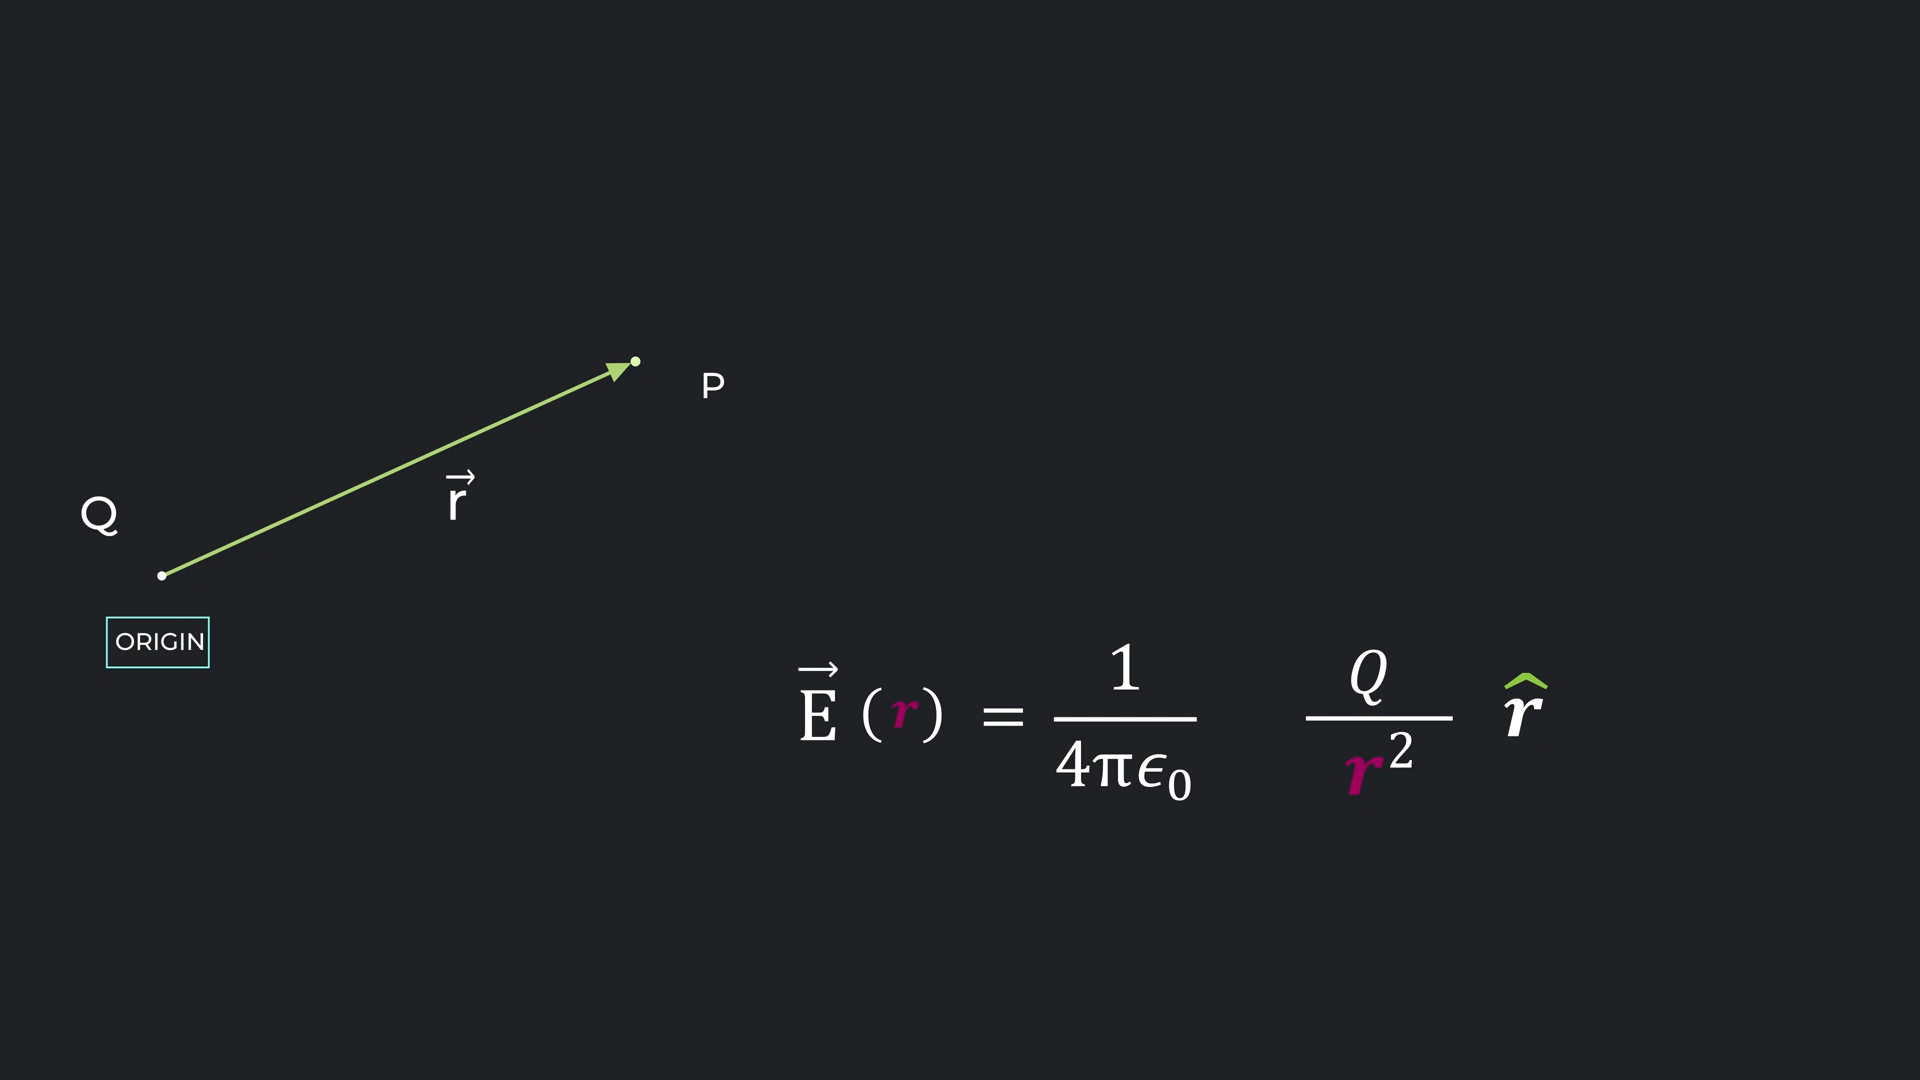 P
r⃗
Q
ORIGIN
E⃗ (r) = 1/4πϵ₀ Q/r² r̂